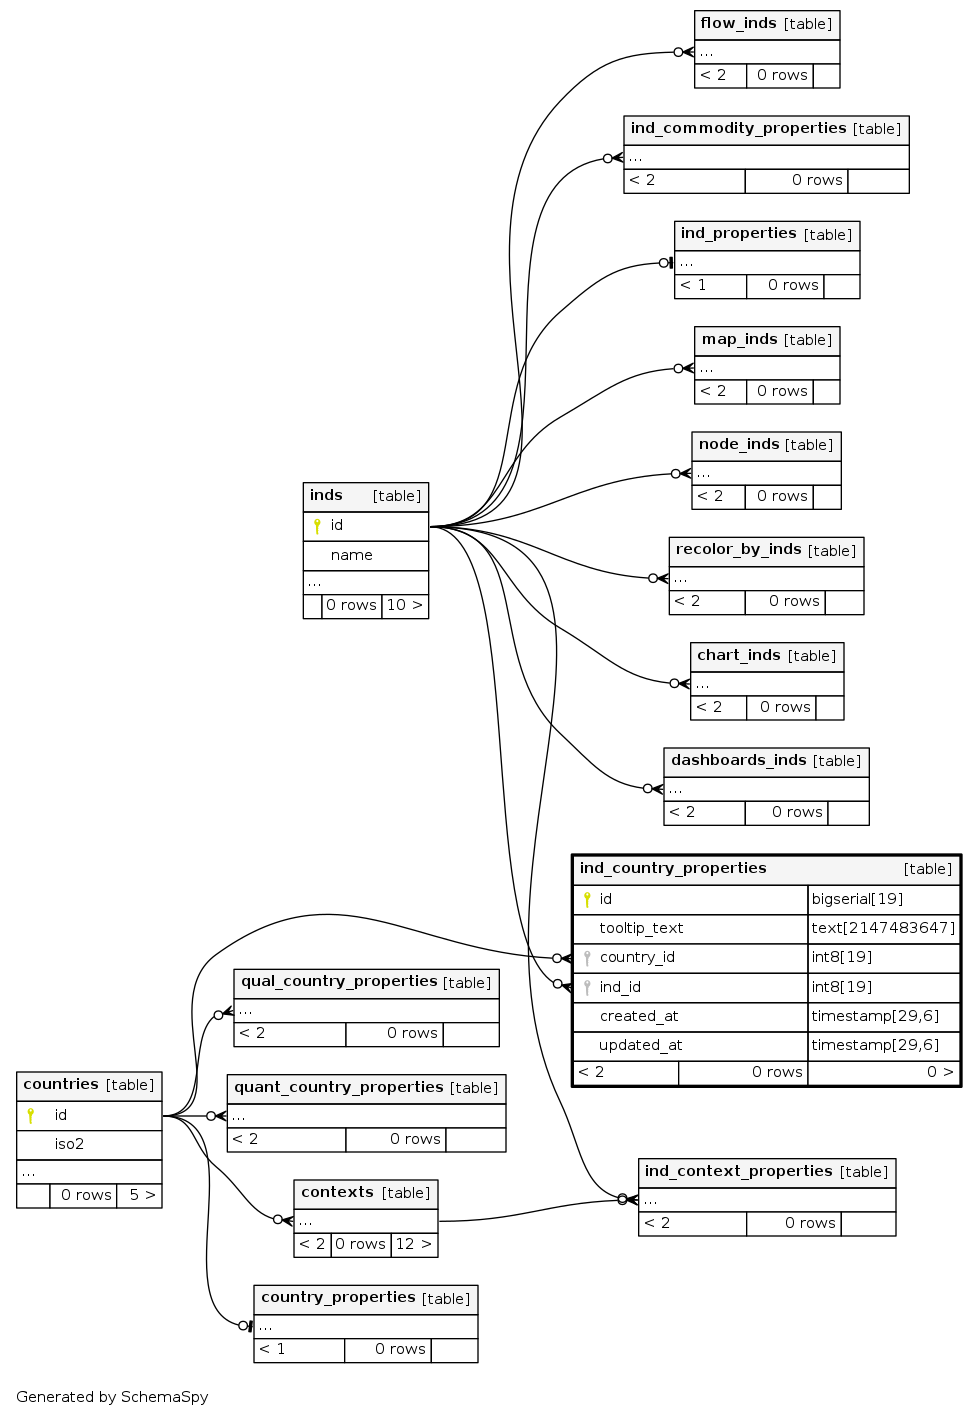 flow_inds [table]
...
< 2 0 rows
ind_commodity_properties [table]
...
< 2 0 rows
ind_properties [table]
...
< 1 0 rows
map_inds [table]
...
< 2 0 rows
node_inds [table]
...
< 2 0 rows
inds [table]
id
name
...
0 rows 10 >
recolor_by_inds [table]
...
< 2 0 rows
chart_inds [table]
...
< 2 0 rows
dashboards_inds [table]
...
< 2 0 rows
ind_country_properties [table]
id bigserial[19]
tooltip_text text[2147483647]
country_id int8[19]
ind_id int8[19]
created_at timestamp[29,6]
updated_at timestamp[29,6]
< 2 0 rows 0 >
qual_country_properties [table]
...
< 2 0 rows
countries [table]
id
iso2
...
0 rows 5 >
quant_country_properties [table]
...
< 2 0 rows
contexts [table]
...
< 2 0 rows 12 >
ind_context_properties [table]
...
< 2 0 rows
country_properties [table]
...
< 1 0 rows
Generated by SchemaSpy